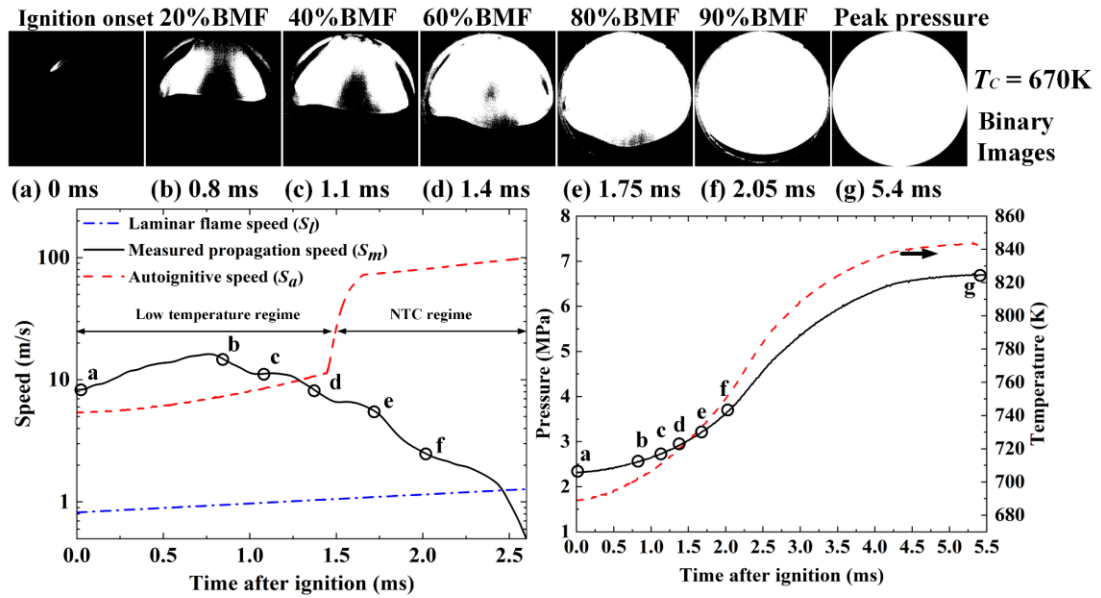 Ignition onset 20%BMF 40%BMF 60%BMF 80%BMF 90%BMF Peak pressure
T_C = 670K
Binary
Images
(a) 0 ms (b) 0.8 ms (c) 1.1 ms (d) 1.4 ms (e) 1.75 ms (f) 2.05 ms (g) 5.4 ms
Laminar flame speed (S_l)
Measured propagation speed (S_m)
Autoignitive speed (S_a)
Low temperature regime NTC regime
a b c d e f
100
10
1
Speed (m/s)
0.0 0.5 1.0 1.5 2.0 2.5
Time after ignition (ms)
8
7
6
5
4
3
2
1
Pressure (MPa)
a b c d e f g
860
840
820
800
780
760
740
720
700
680
Temperature (K)
0.0 0.5 1.0 1.5 2.0 2.5 3.0 3.5 4.0 4.5 5.0 5.5
Time after ignition (ms)